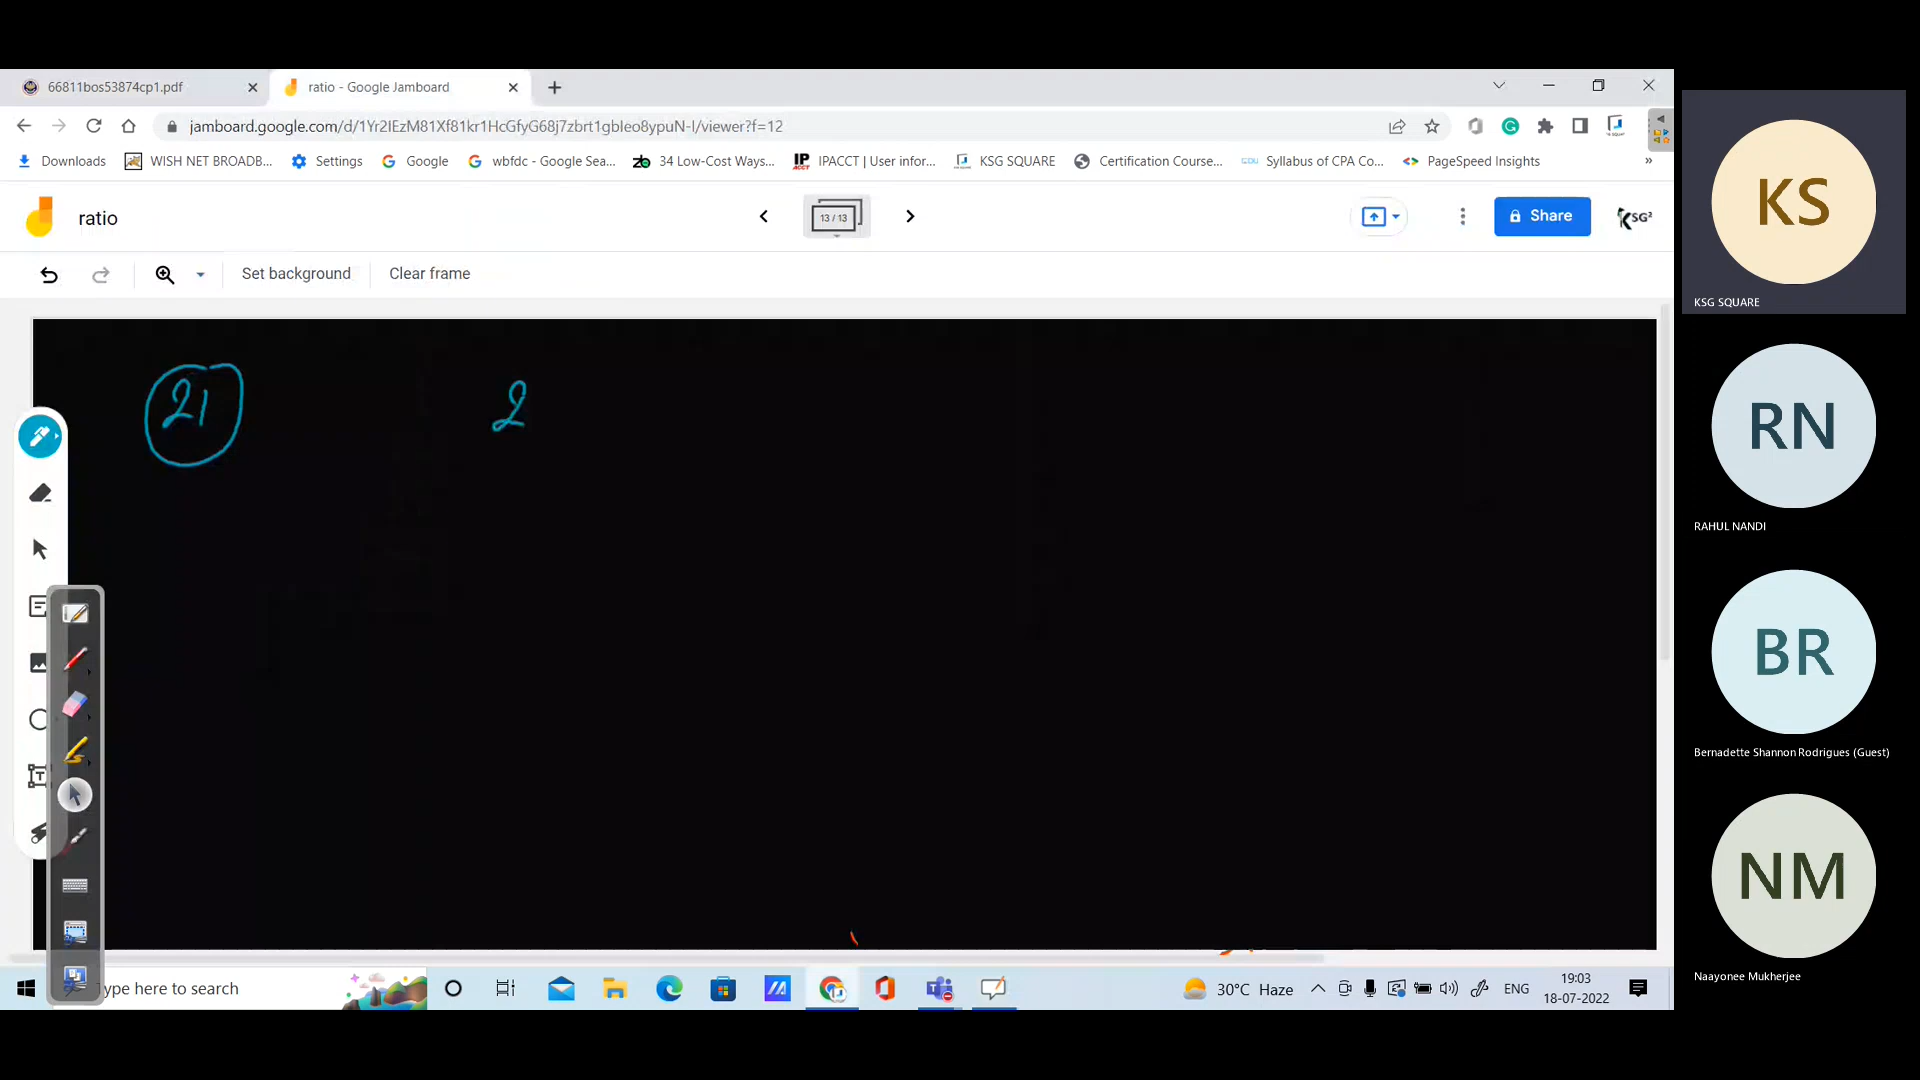 66811bos53874cp1.pdf
ratio - Google Jamboard
jamboard.google.com/d/1Yr2IEzM81Xf81kr1HcGfyG68j7zbrt1gbIeo8ypuN-I/viewer?f=12
Downloads WISH NET BROADB... Settings Google wbfdc - Google Sea... 34 Low-Cost Ways... IPACCT | User infor... KSG SQUARE Certification Course... Syllabus of CPA Co... PageSpeed Insights »
ratio
13 / 13
Share
KSG²
Set background
Clear frame
21 2
Type here to search
30°C Haze
ENG
19:03
18-07-2022
KS
KSG SQUARE
RN
RAHUL NANDI
BR
Bernadette Shannon Rodrigues (Guest)
NM
Naayonee Mukherjee